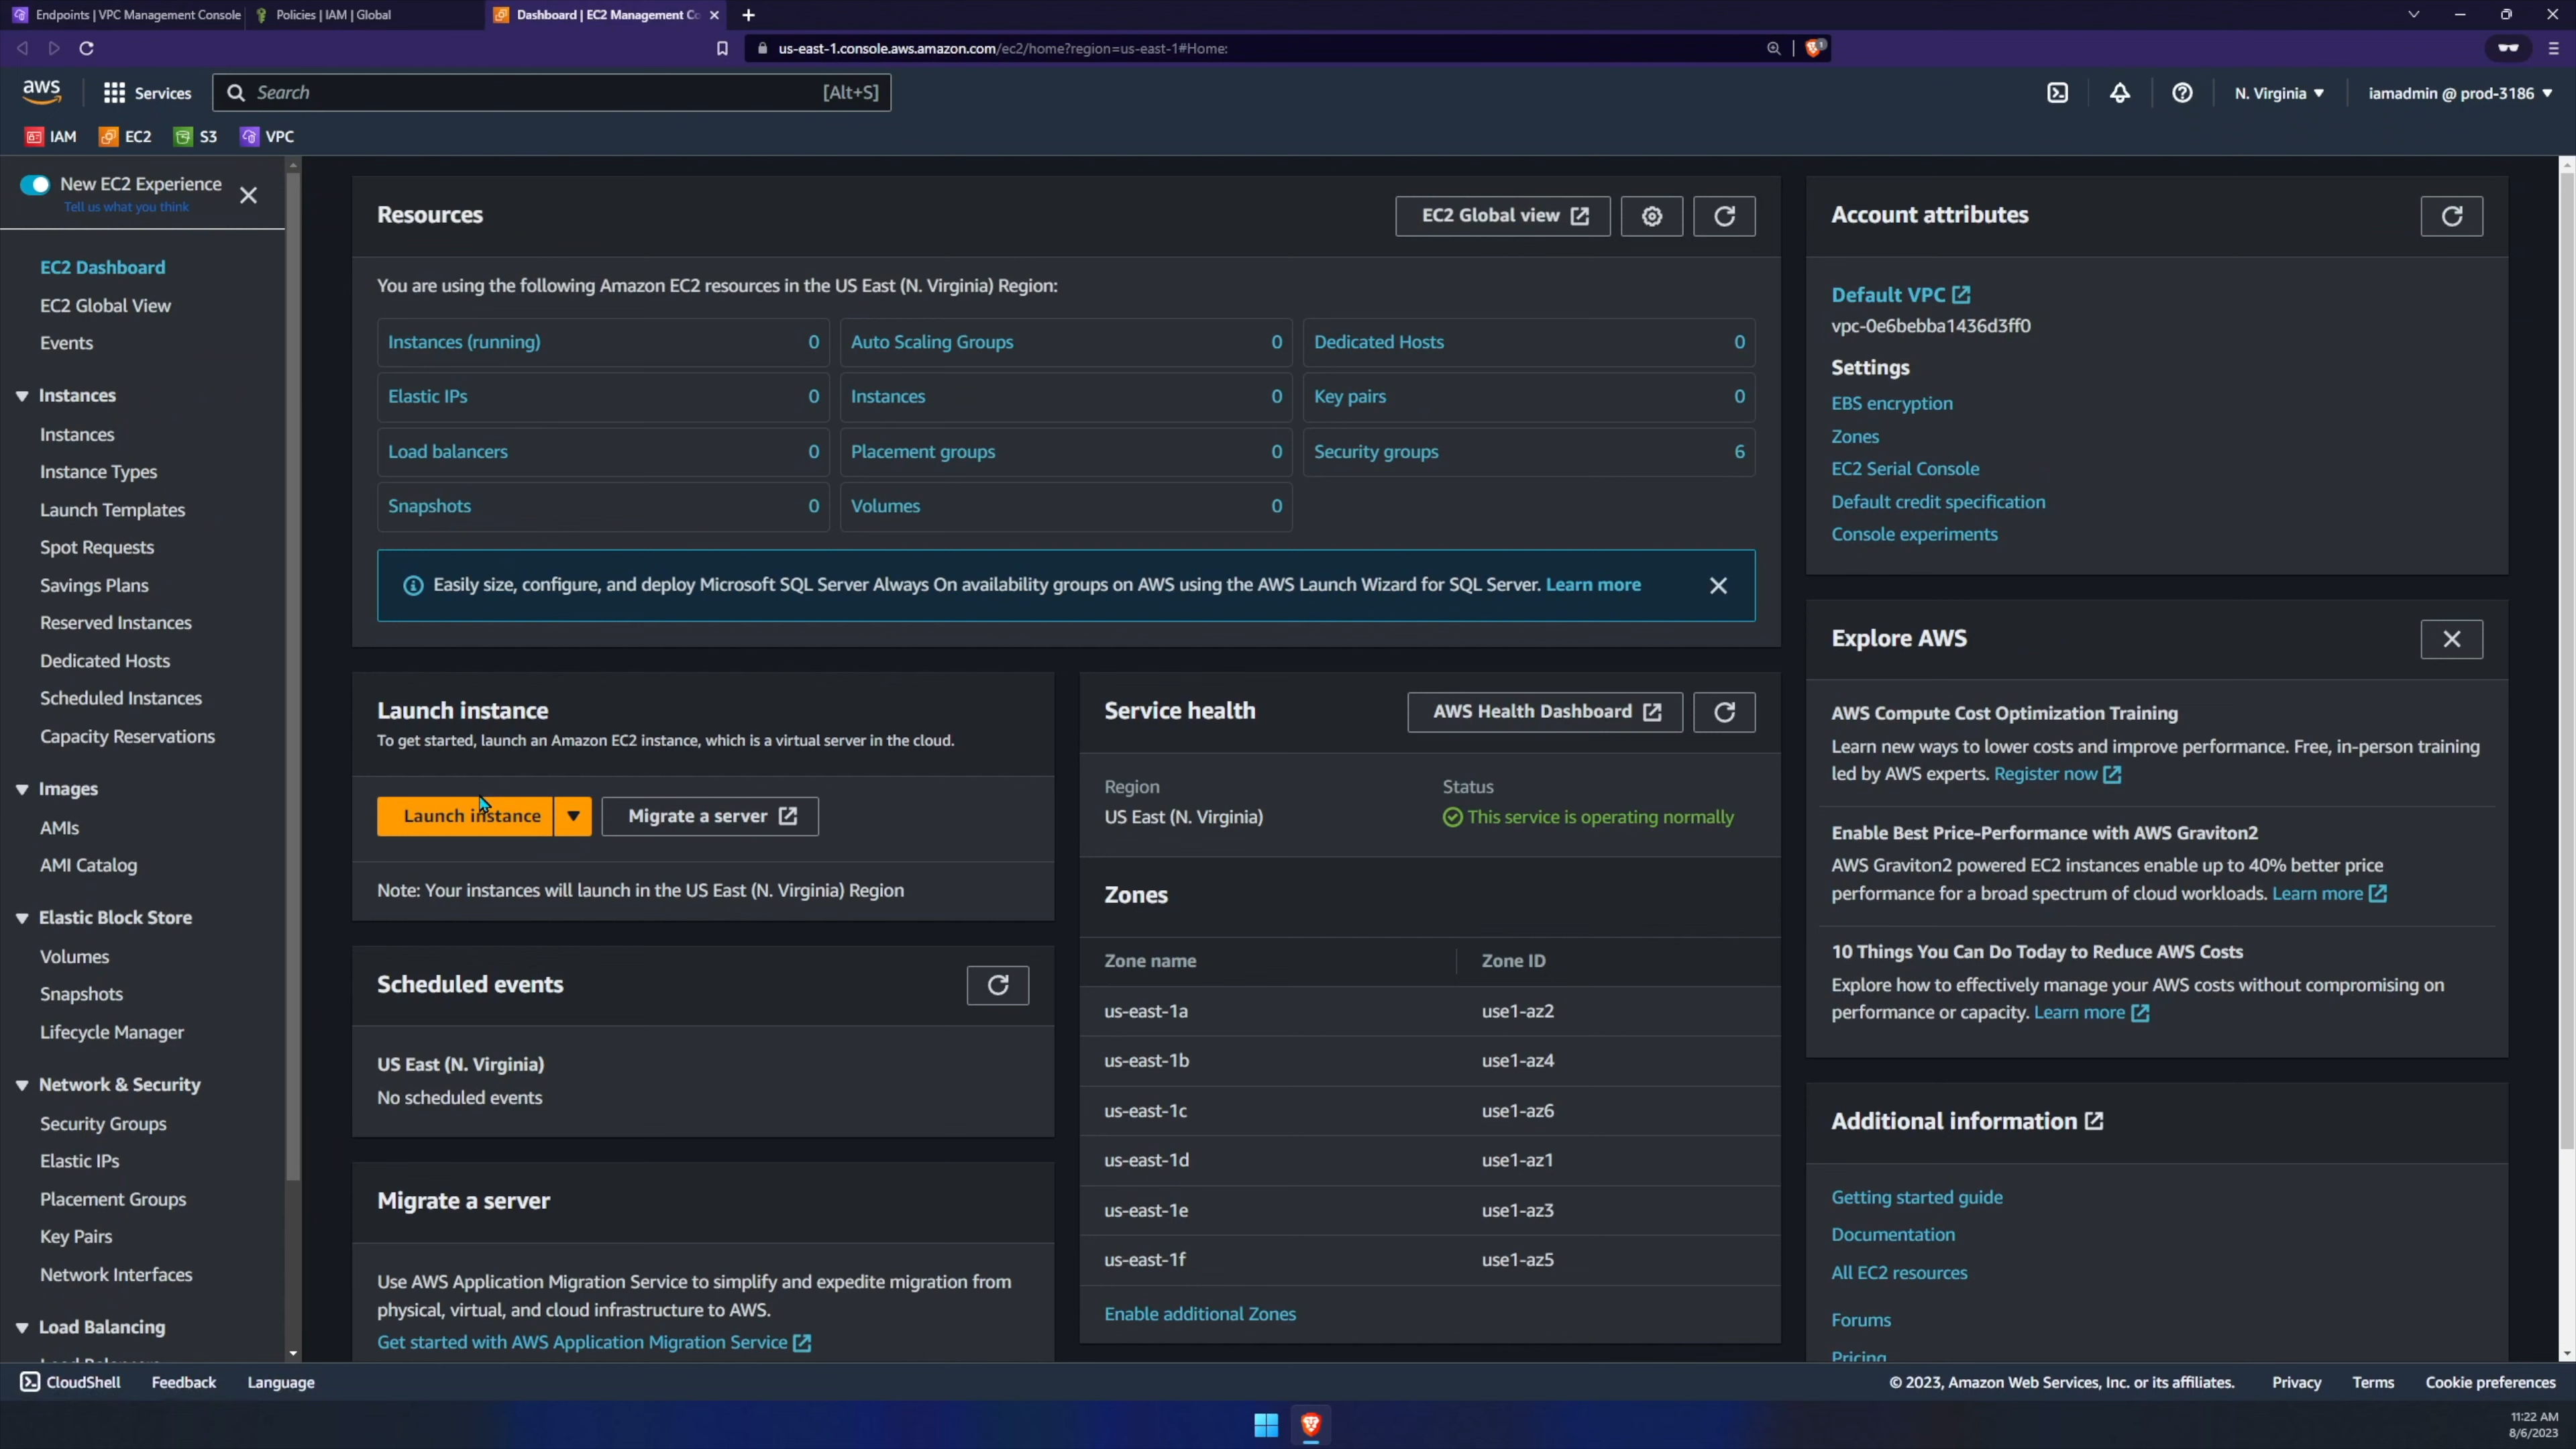 Endpoints | VPC Management Console
Policies | IAM | Global
Dashboard | EC2 Management Co
us-east-1.console.aws.amazon.com/ec2/home?region=us-east-1#Home:
1
aws
Services
Search
[Alt+S]
N. Virginia
iamadmin @ prod-3186
IAM
EC2
S3
VPC
New EC2 Experience
Tell us what you think
EC2 Dashboard
EC2 Global View
Events
Instances
Instances
Instance Types
Launch Templates
Spot Requests
Savings Plans
Reserved Instances
Dedicated Hosts
Scheduled Instances
Capacity Reservations
Images
AMIs
AMI Catalog
Elastic Block Store
Volumes
Snapshots
Lifecycle Manager
Network & Security
Security Groups
Elastic IPs
Placement Groups
Key Pairs
Network Interfaces
Load Balancing
Load Balancers
Resources
EC2 Global view
You are using the following Amazon EC2 resources in the US East (N. Virginia) Region:
Instances (running) 0
Auto Scaling Groups 0
Dedicated Hosts 0
Elastic IPs 0
Instances 0
Key pairs 0
Load balancers 0
Placement groups 0
Security groups 6
Snapshots 0
Volumes 0
Easily size, configure, and deploy Microsoft SQL Server Always On availability groups on AWS using the AWS Launch Wizard for SQL Server. Learn more
Launch instance
To get started, launch an Amazon EC2 instance, which is a virtual server in the cloud.
Launch instance
Migrate a server
Note: Your instances will launch in the US East (N. Virginia) Region
Scheduled events
US East (N. Virginia)
No scheduled events
Migrate a server
Use AWS Application Migration Service to simplify and expedite migration from
physical, virtual, and cloud infrastructure to AWS.
Get started with AWS Application Migration Service
Service health
AWS Health Dashboard
Region
Status
US East (N. Virginia)
This service is operating normally
Zones
Zone name
Zone ID
us-east-1a
use1-az2
us-east-1b
use1-az4
us-east-1c
use1-az6
us-east-1d
use1-az1
us-east-1e
use1-az3
us-east-1f
use1-az5
Enable additional Zones
Account attributes
Default VPC
vpc-0e6bebba1436d3ff0
Settings
EBS encryption
Zones
EC2 Serial Console
Default credit specification
Console experiments
Explore AWS
AWS Compute Cost Optimization Training
Learn new ways to lower costs and improve performance. Free, in-person training
led by AWS experts. Register now
Enable Best Price-Performance with AWS Graviton2
AWS Graviton2 powered EC2 instances enable up to 40% better price
performance for a broad spectrum of cloud workloads. Learn more
10 Things You Can Do Today to Reduce AWS Costs
Explore how to effectively manage your AWS costs without compromising on
performance or capacity. Learn more
Additional information
Getting started guide
Documentation
All EC2 resources
Forums
Pricing
CloudShell
Feedback
Language
© 2023, Amazon Web Services, Inc. or its affiliates.
Privacy
Terms
Cookie preferences
11:22 AM
8/6/2023